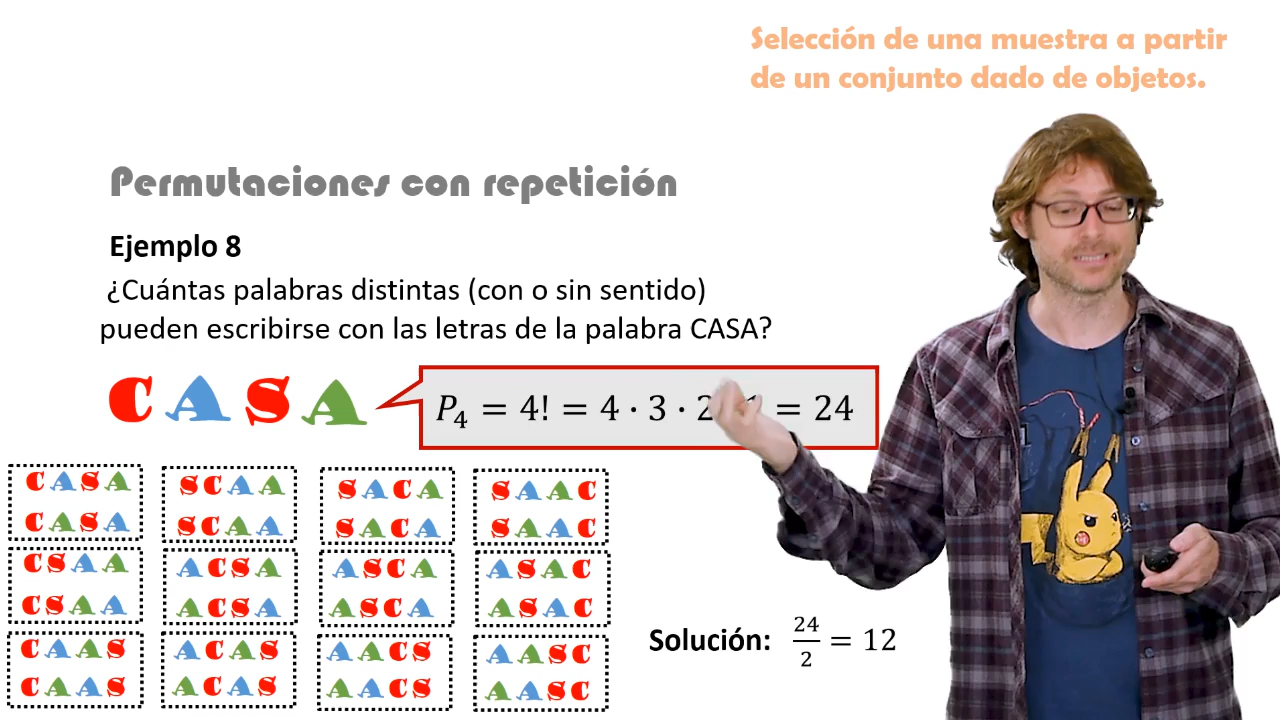 Selección de una muestra a partir
de un conjunto dado de objetos.
Permutaciones con repetición
Ejemplo 8
¿Cuántas palabras distintas (con o sin sentido)
pueden escribirse con las letras de la palabra CASA?
CASA
P₄ = 4! = 4 · 3 · 2 = 24
CASA
CASA
CSAA
CSAA
CAAS
CAAS
SCAA
SCAA
ACSA
ACSA
ACAS
ACAS
SACA
SACA
ASCA
ASCA
AACS
AACS
SAAC
SAAC
ASAC
ASAC
AASC
AASC
Solución: 24/2 = 12